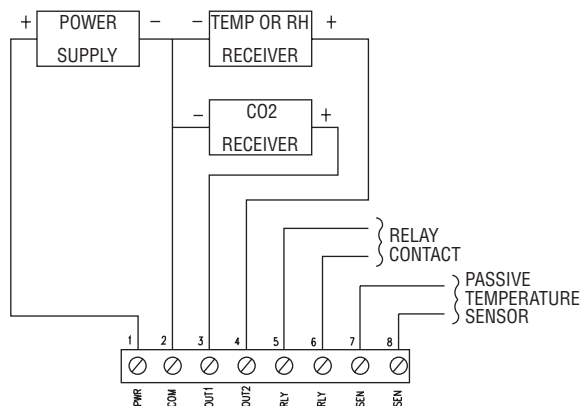 + POWER SUPPLY -
- TEMP OR RH RECEIVER +
- CO2 RECEIVER +
RELAY
CONTACT
PASSIVE
TEMPERATURE
SENSOR
1 2 3 4 5 6 7 8
PWR COM OUT1 OUT2 RLY RLY SEN SEN